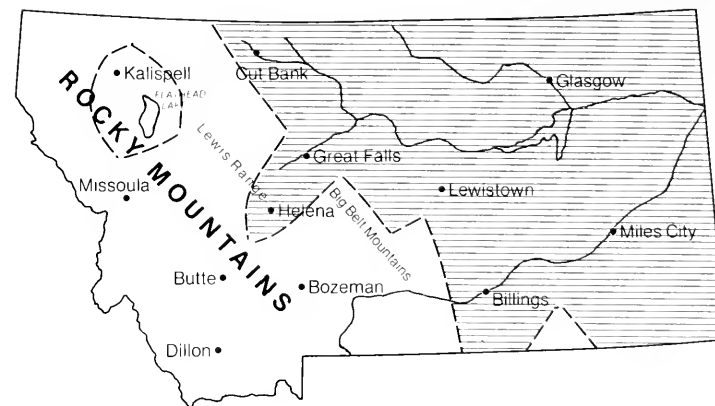 Kalispell
FLATHEAD
LAKE
Cut Bank
Glasgow
ROCKY MOUNTAINS
Lewis Range
Great Falls
Missoula
Lewistown
Helena
Big Belt Mountains
Miles City
Butte
Bozeman
Billings
Dillon